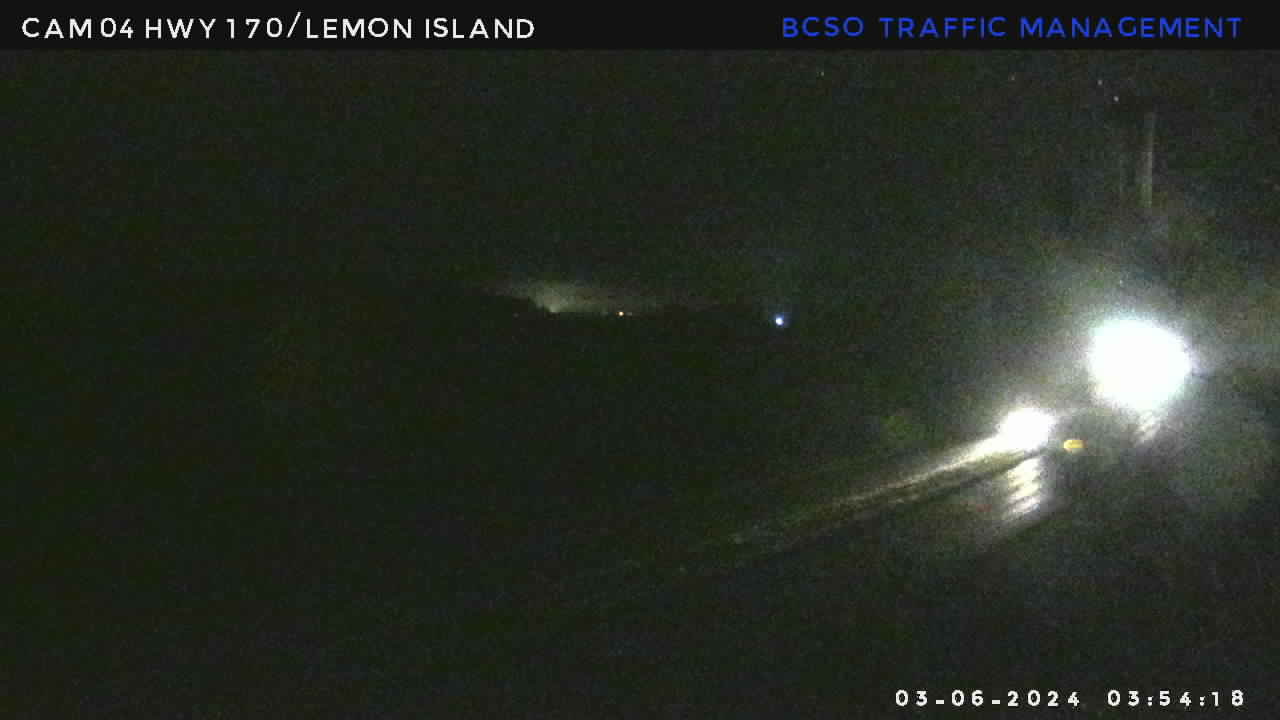 CAM04 HWY 170/LEMON ISLAND
BCSO TRAFFIC MANAGEMENT
03-06-2024 03:54:18